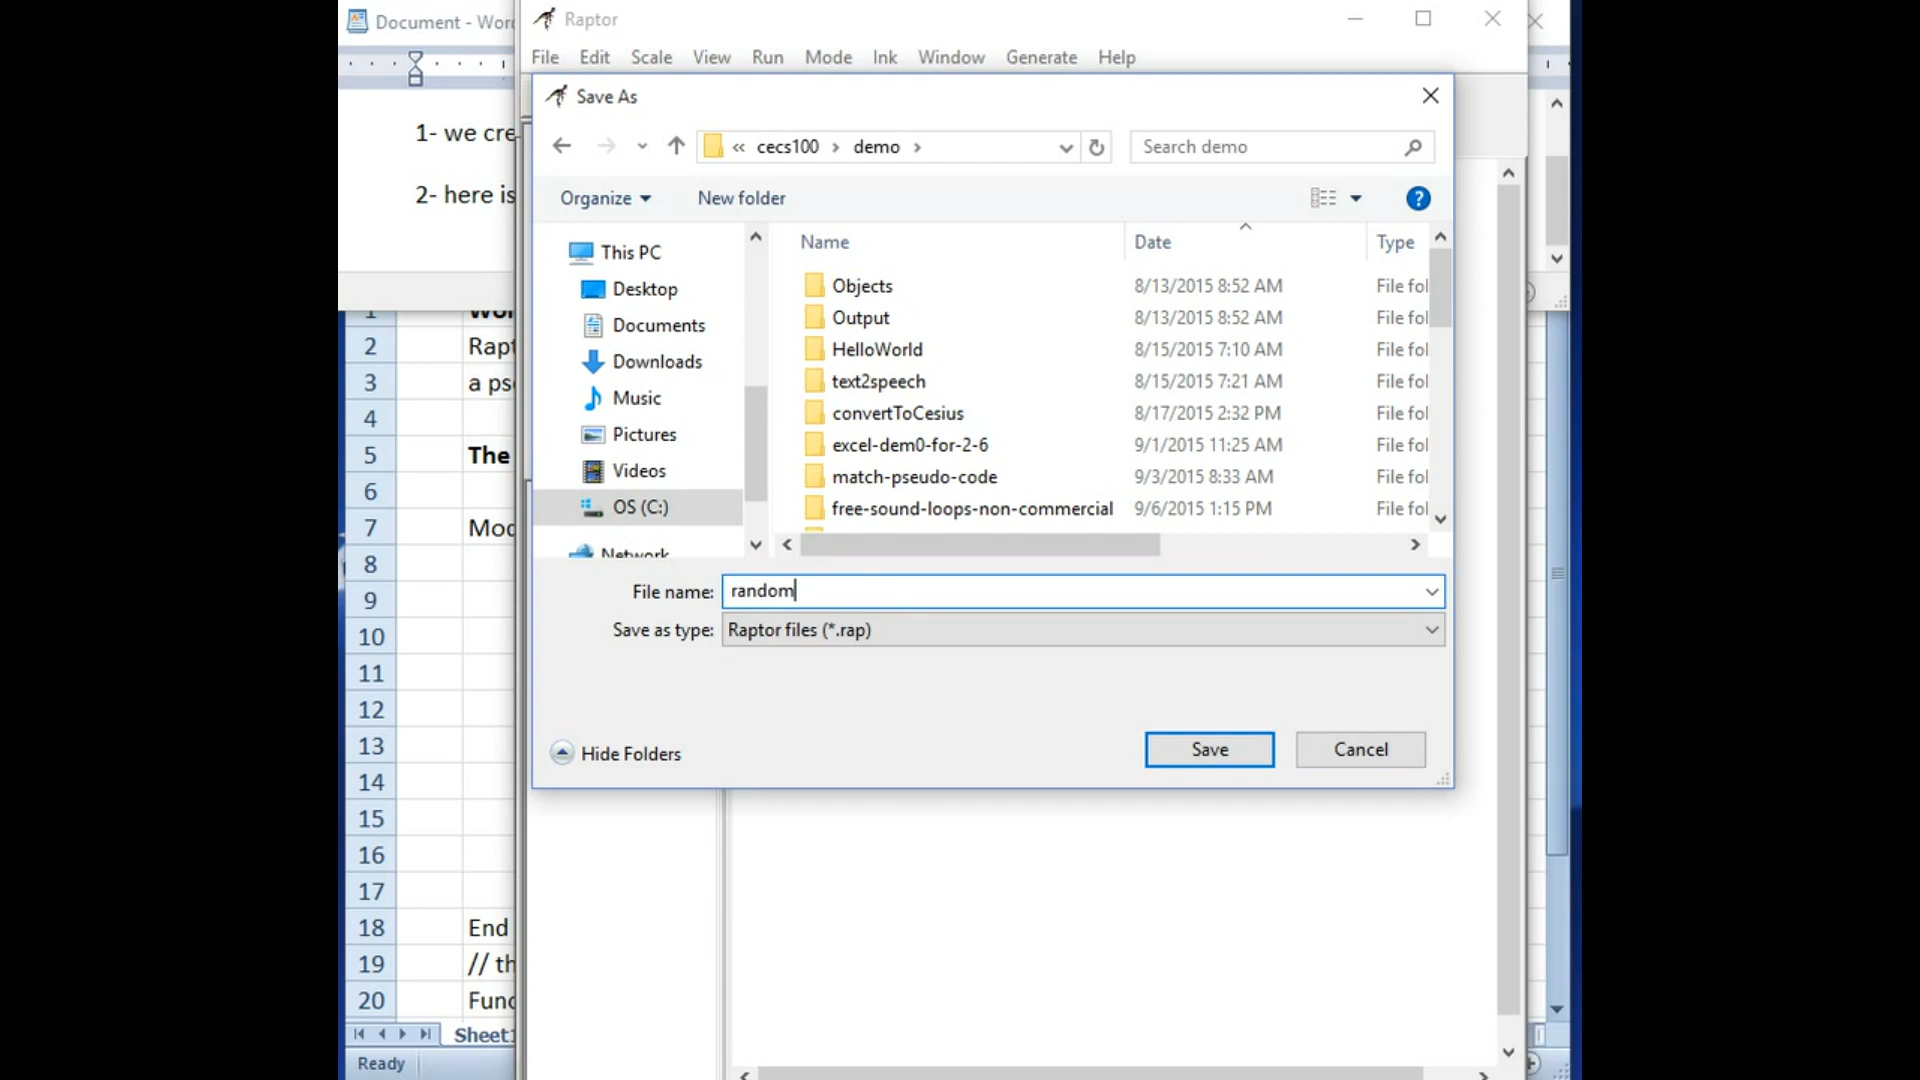 Document - Wor
Raptor
File Edit Scale View Run Mode Ink Window Generate Help
Save As
« cecs100 › demo ›
Search demo
Organize
New folder
Name Date Type
This PC
Desktop
Documents
Downloads
Music
Pictures
Videos
OS (C:)
Network
Objects 8/13/2015 8:52 AM File fol
Output 8/13/2015 8:52 AM File fol
HelloWorld 8/15/2015 7:10 AM File fol
text2speech 8/15/2015 7:21 AM File fol
convertToCesius 8/17/2015 2:32 PM File fol
excel-dem0-for-2-6 9/1/2015 11:25 AM File fol
match-pseudo-code 9/3/2015 8:33 AM File fol
free-sound-loops-non-commercial 9/6/2015 1:15 PM File fol
File name: random
Save as type: Raptor files (*.rap)
Hide Folders
Save
Cancel
1- we cre
2- here is
1
2 Rapt
3 a pse
4
5 The
6
7 Mod
8
9
10
11
12
13
14
15
16
17
18 End
19 // th
20 Func
Sheet1
Ready